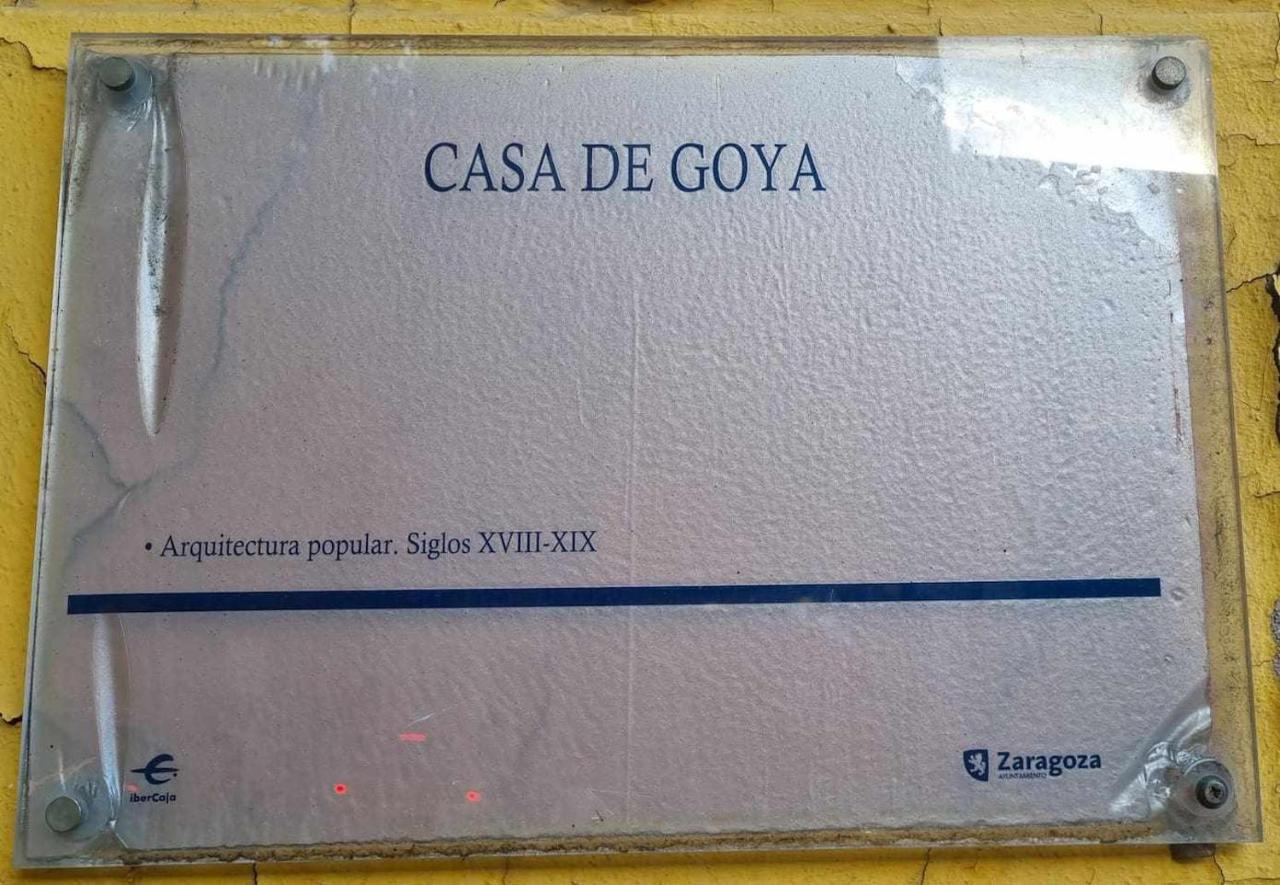 CASA DE GOYA
• Arquitectura popular. Siglos XVIII-XIX
iberCaja
Zaragoza
AYUNTAMIENTO